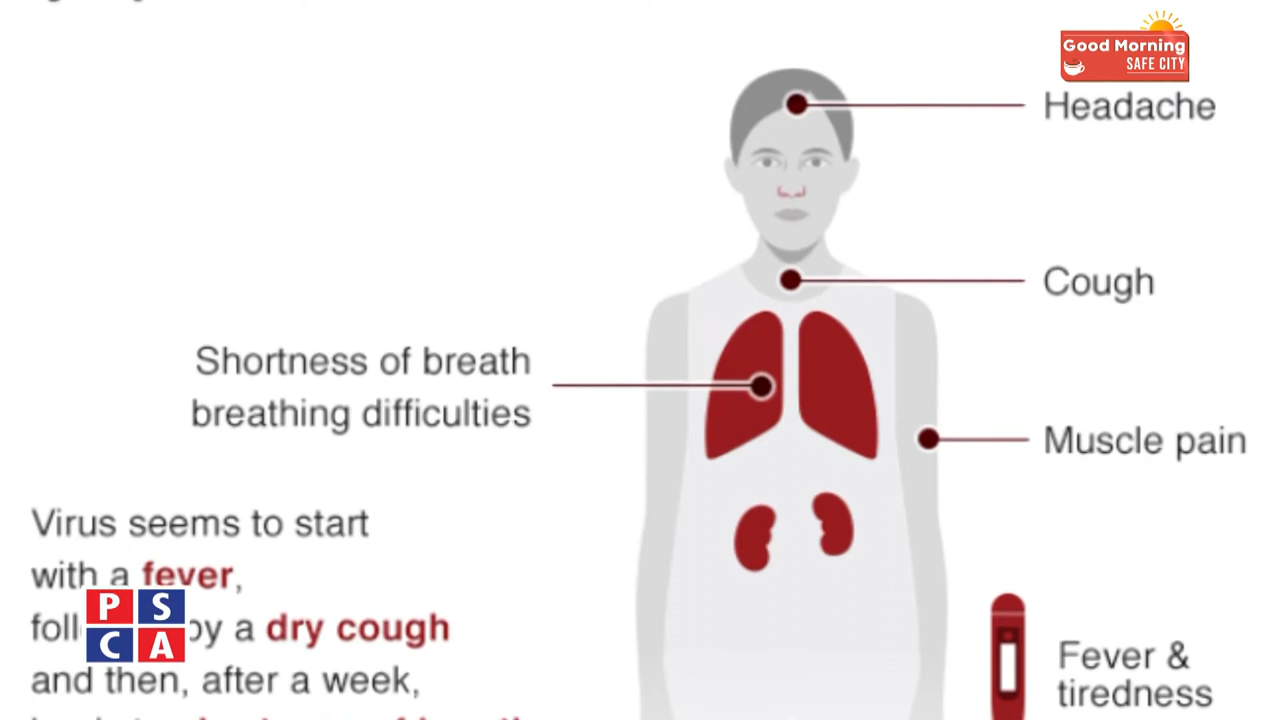 Good Morning
SAFE CITY
Headache
Cough
Shortness of breath
breathing difficulties
Muscle pain
Virus seems to start
with a fever,
by a dry cough
and then, after a week,
Fever &
tiredness
P S
C A